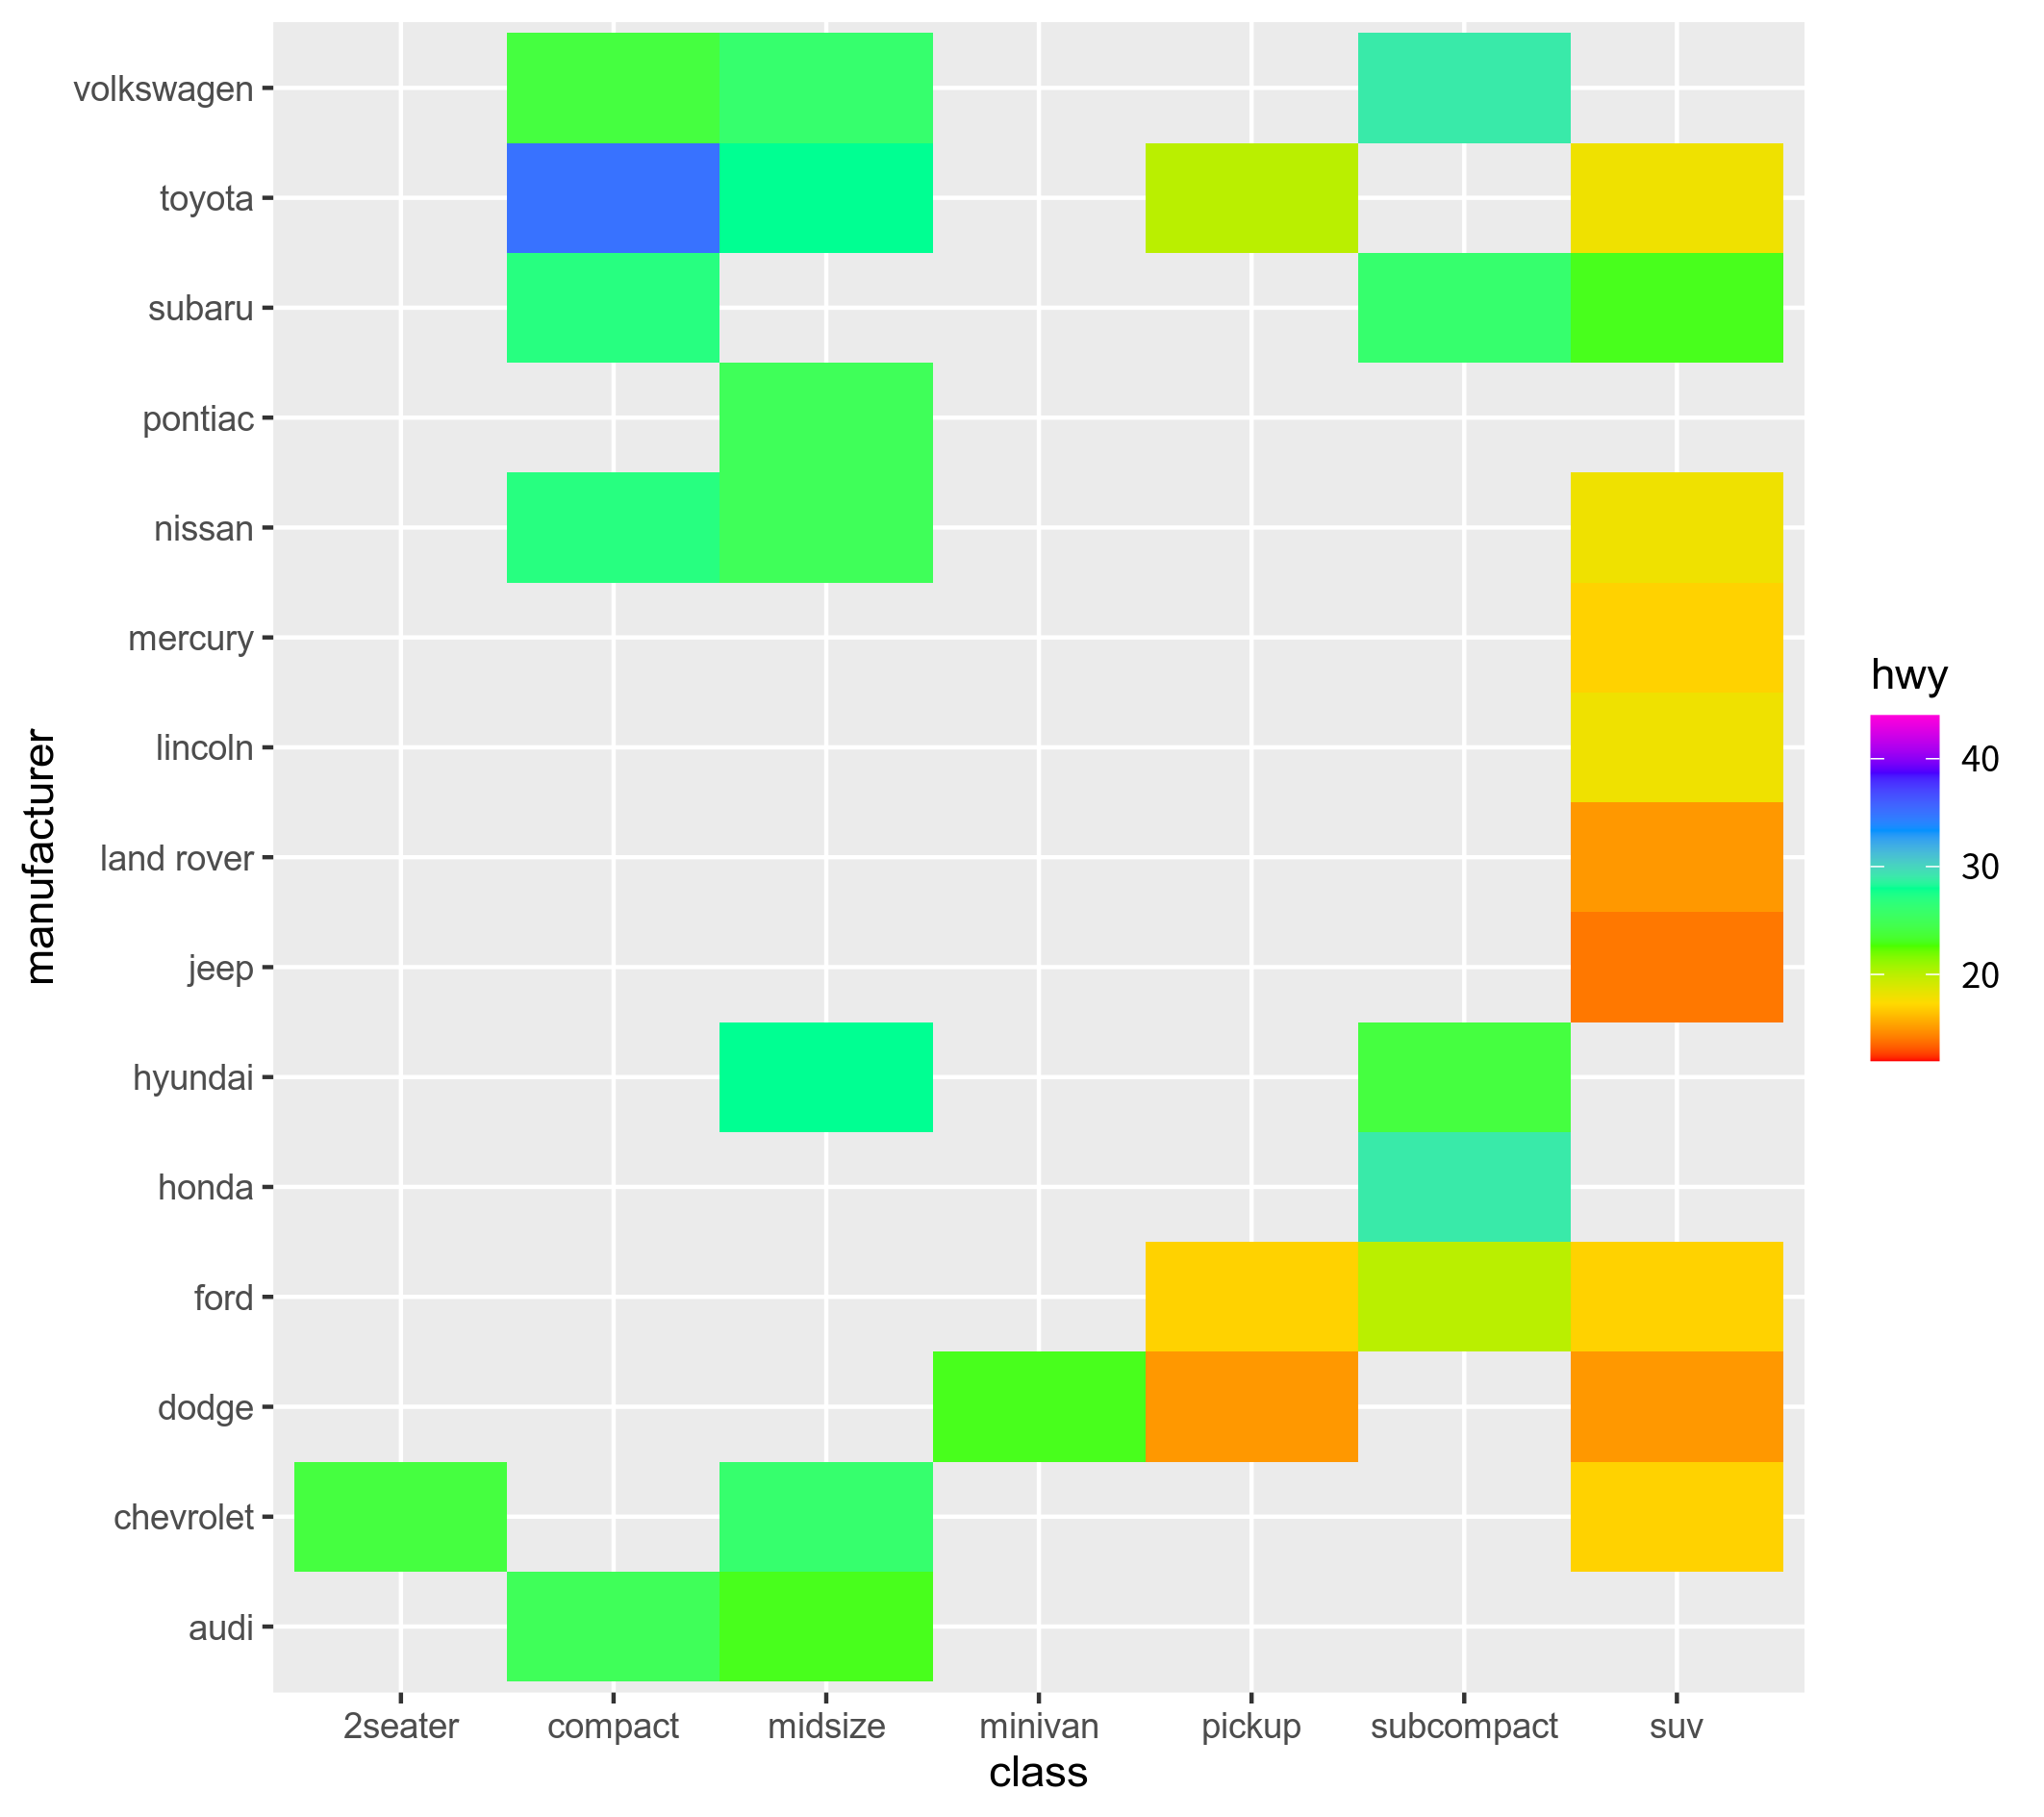 volkswagen
toyota
subaru
pontiac
nissan
mercury
lincoln
land rover
jeep
hyundai
honda
ford
dodge
chevrolet
audi
manufacturer
2seater compact midsize minivan pickup subcompact suv
class
hwy
40
30
20